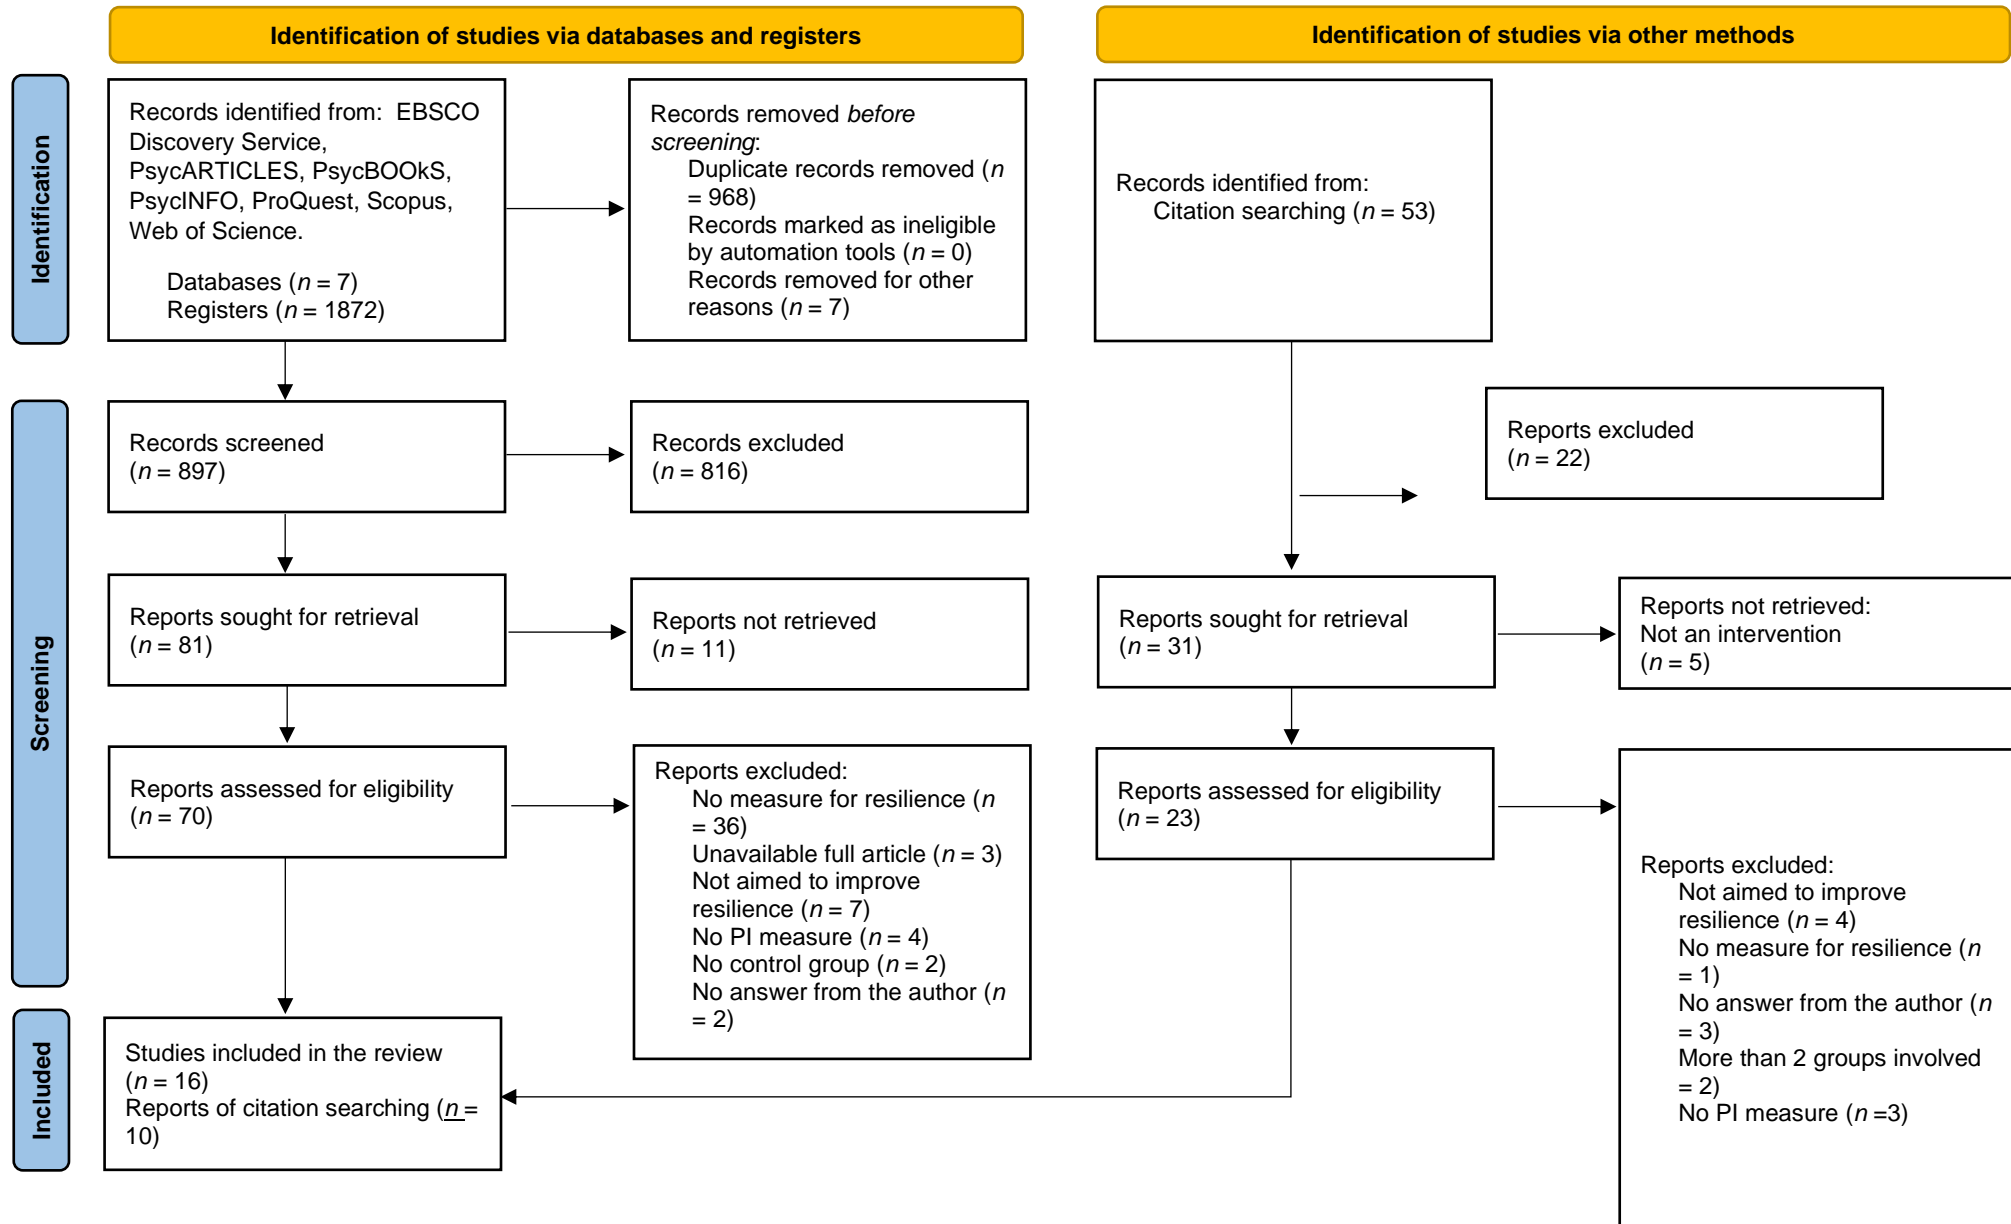 Identification of studies via databases and registers
Identification of studies via other methods
Identification
Records identified from:  EBSCO
Discovery Service,
PsycARTICLES, PsycBOOkS,
PsycINFO, ProQuest, Scopus,
Web of Science.
Databases (n = 7)
Registers (n = 1872)
Records removed before
screening:
Duplicate records removed (n
= 968)
Records marked as ineligible
by automation tools (n = 0)
Records removed for other
reasons (n = 7)
Records identified from:
Citation searching (n = 53)
Screening
Records screened
(n = 897)
Records excluded
(n = 816)
Reports excluded
(n = 22)
Reports sought for retrieval
(n = 81)
Reports not retrieved
(n = 11)
Reports sought for retrieval
(n = 31)
Reports not retrieved:
Not an intervention
(n = 5)
Reports assessed for eligibility
(n = 70)
Reports excluded:
No measure for resilience (n
= 36)
Unavailable full article (n = 3)
Not aimed to improve
resilience (n = 7)
No PI measure (n = 4)
No control group (n = 2)
No answer from the author (n
= 2)
Reports assessed for eligibility
(n = 23)
Reports excluded:
Not aimed to improve
resilience (n = 4)
No measure for resilience (n
= 1)
No answer from the author (n
= 3)
More than 2 groups involved
= 2)
No PI measure (n =3)
Included
Studies included in the review
(n = 16)
Reports of citation searching (n =
10)